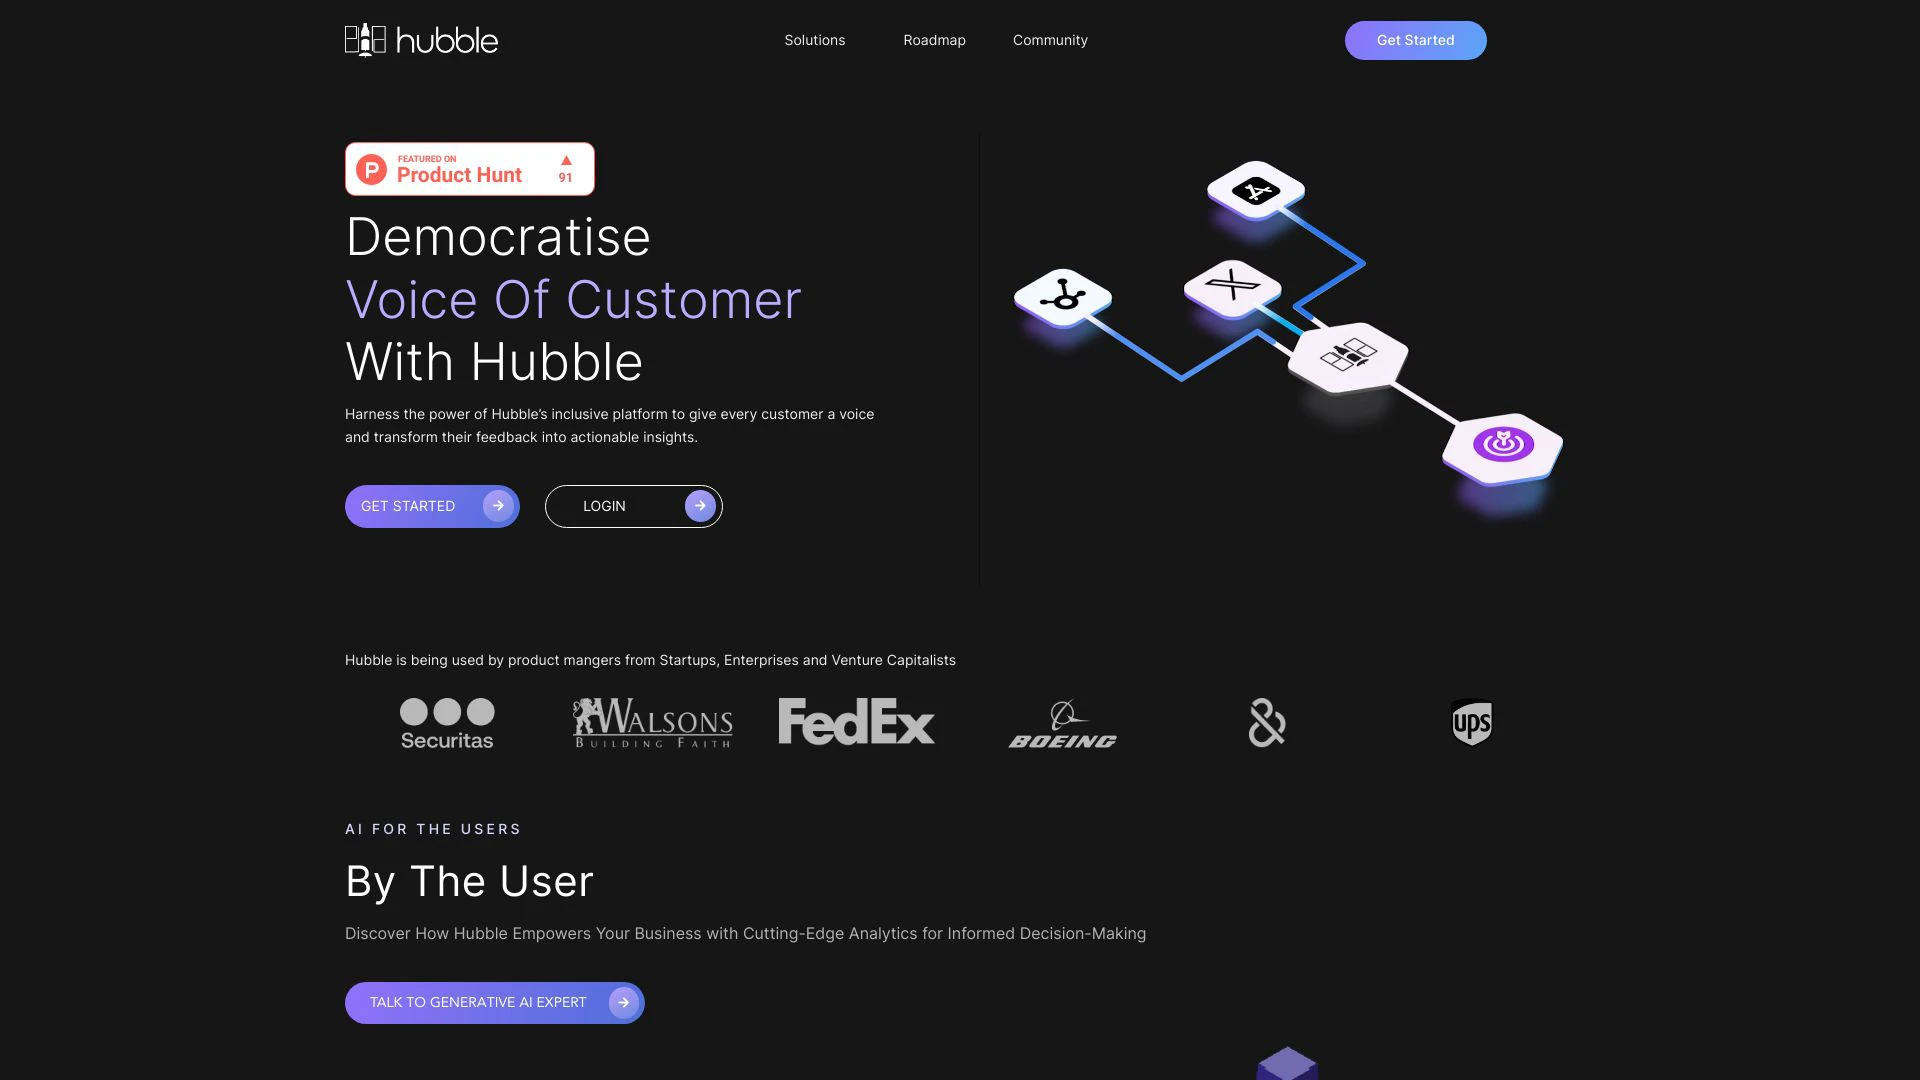 hubble
Solutions
Roadmap
Community
Get Started
FEATURED ON
Product Hunt
91
Democratise
Voice Of Customer
With Hubble
Harness the power of Hubble’s inclusive platform to give every customer a voice
and transform their feedback into actionable insights.
GET STARTED
LOGIN
Hubble is being used by product mangers from Startups, Enterprises and Venture Capitalists
Securitas
WALSONS
BUILDING FAITH
FedEx
BOEING
&
ups
AI FOR THE USERS
By The User
Discover How Hubble Empowers Your Business with Cutting-Edge Analytics for Informed Decision-Making
TALK TO GENERATIVE AI EXPERT